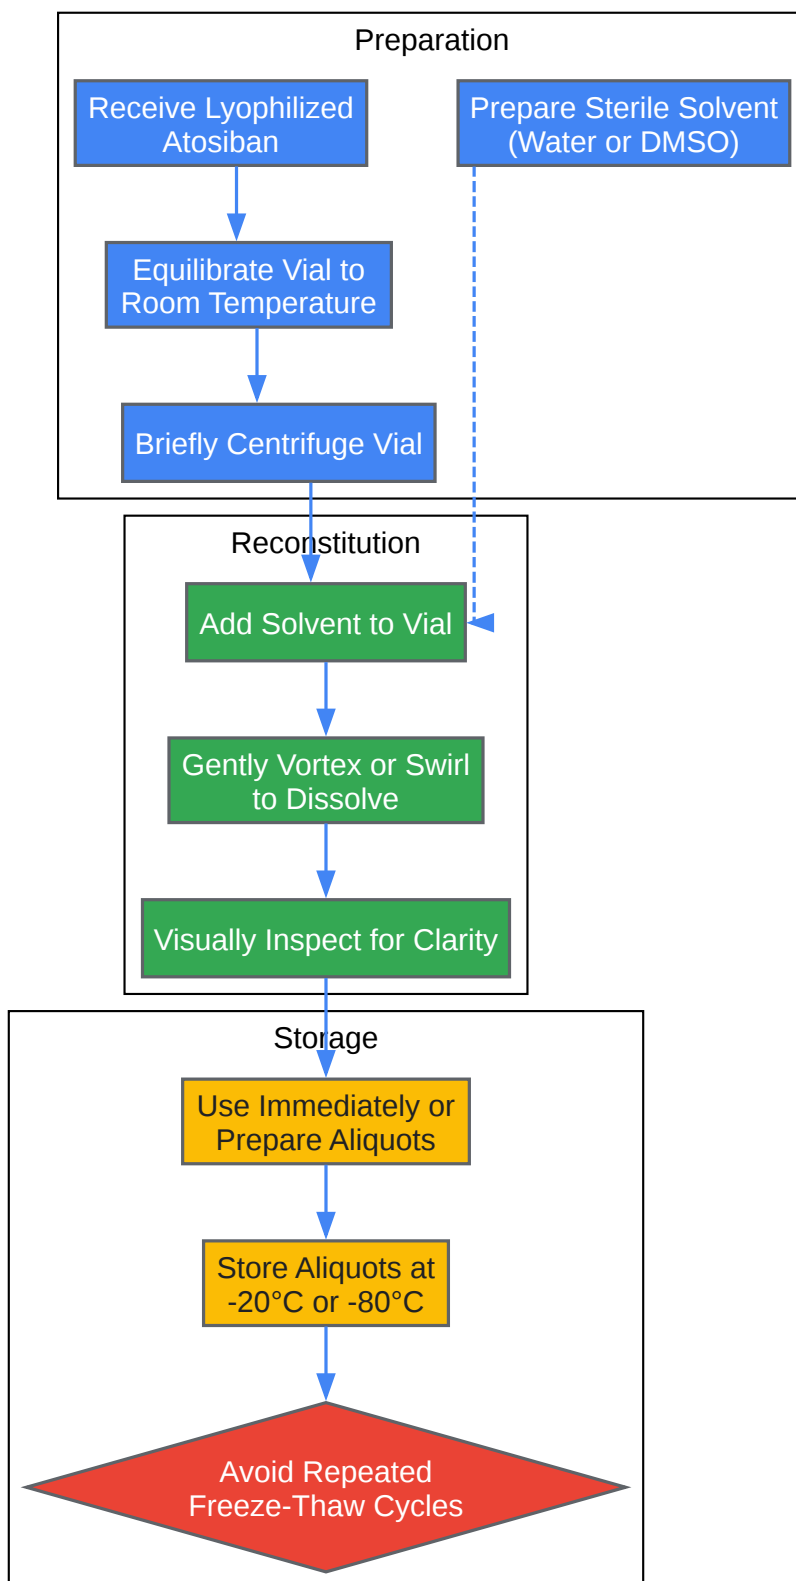 Preparation
Receive Lyophilized
Atosiban
Prepare Sterile Solvent
(Water or DMSO)
Equilibrate Vial to
Room Temperature
Briefly Centrifuge Vial
Reconstitution
Add Solvent to Vial
Gently Vortex or Swirl
to Dissolve
Visually Inspect for Clarity
Storage
Use Immediately or
Prepare Aliquots
Store Aliquots at
-20°C or -80°C
Avoid Repeated
Freeze-Thaw Cycles